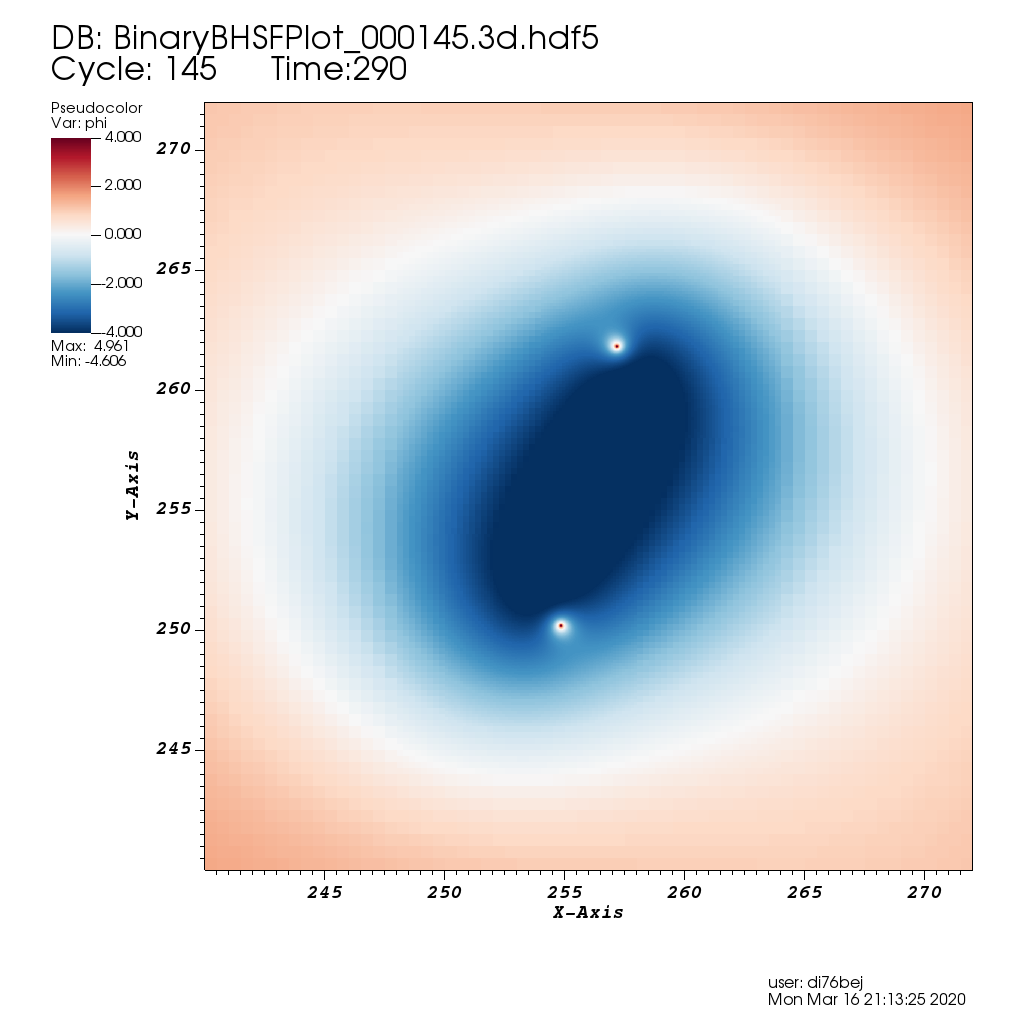 DB: BinaryBHSFPlot_000145.3d.hdf5
Cycle: 145 Time:290
Pseudocolor
Var: phi
4.000
2.000
0.000
-2.000
-4.000
Max: 4.961
Min: -4.606
270
265
260
255
250
245
Y-Axis
245 250 255 260 265 270
X-Axis
user: di76bej
Mon Mar 16 21:13:25 2020